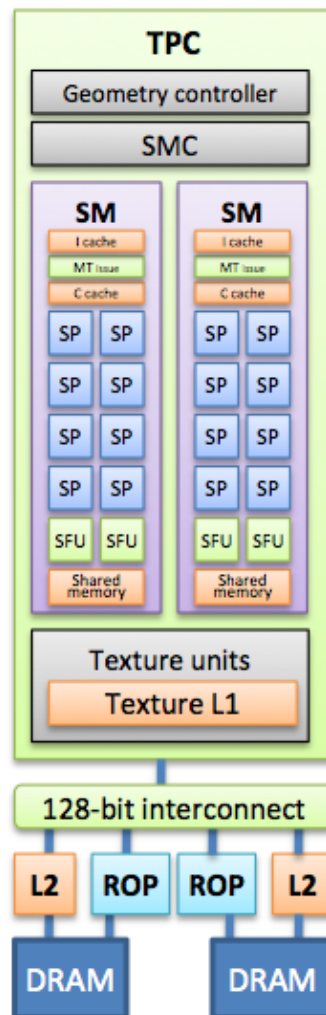 TPC
Geometry controller
SMC
SM SM
I cache I cache
MT Issue MT Issue
C cache C cache
SP SP SP SP
SP SP SP SP
SP SP SP SP
SP SP SP SP
SFU SFU SFU SFU
Shared Shared
memory memory
Texture units
Texture L1
128-bit interconnect
L2 ROP ROP L2
DRAM DRAM